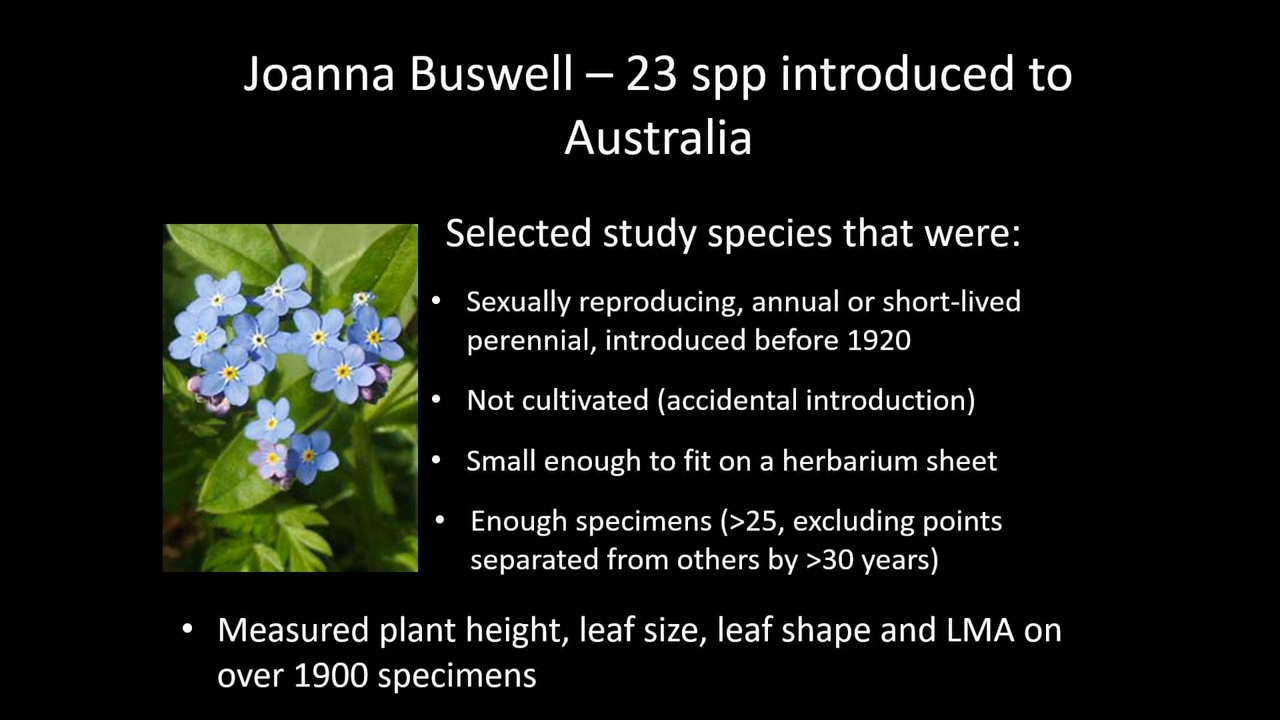 Joanna Buswell – 23 spp introduced to
Australia
Selected study species that were:
• Sexually reproducing, annual or short-lived
perennial, introduced before 1920
• Not cultivated (accidental introduction)
• Small enough to fit on a herbarium sheet
• Enough specimens (>25, excluding points
separated from others by >30 years)
• Measured plant height, leaf size, leaf shape and LMA on
over 1900 specimens